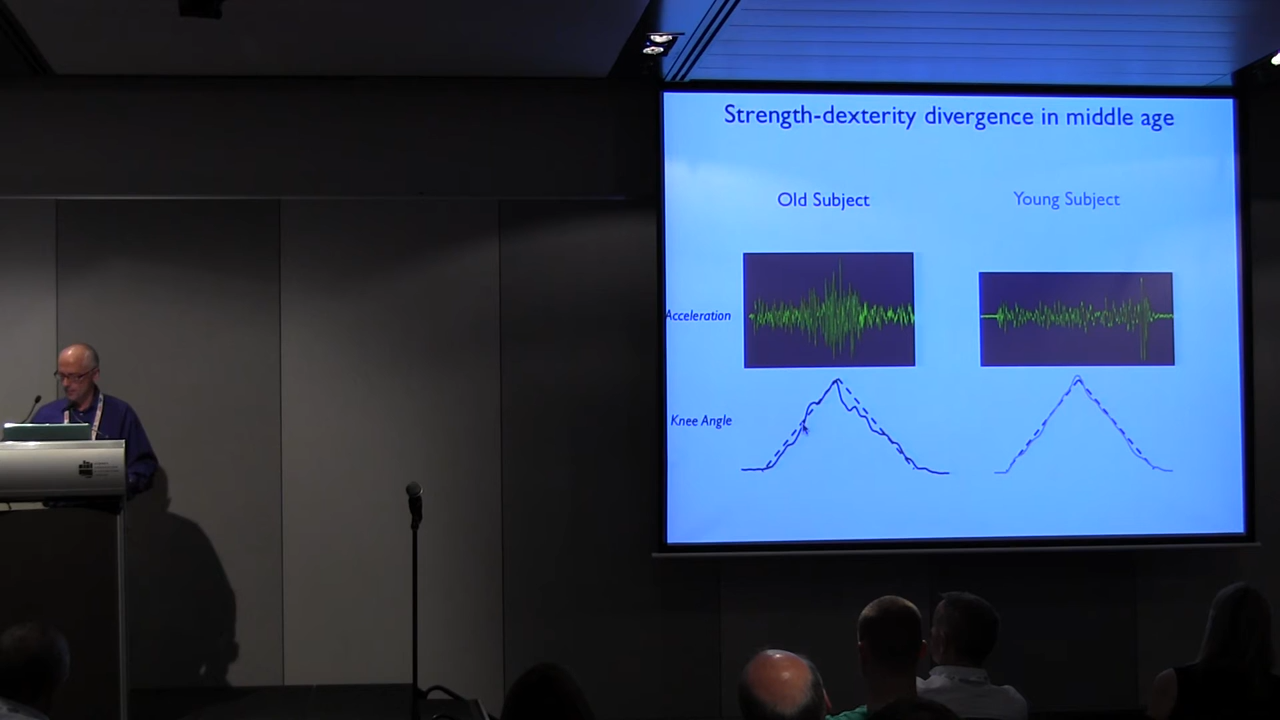 Strength-dexterity divergence in middle age
Old Subject
Young Subject
Acceleration
Knee Angle